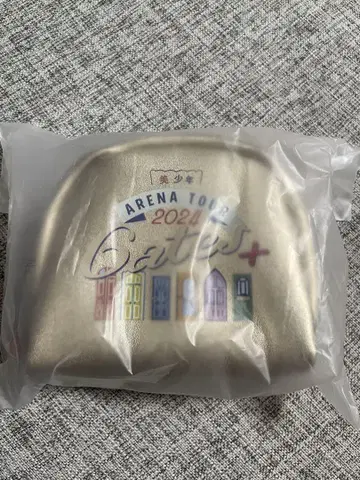 美 少年
ARENA TOUR
2024
Gates+